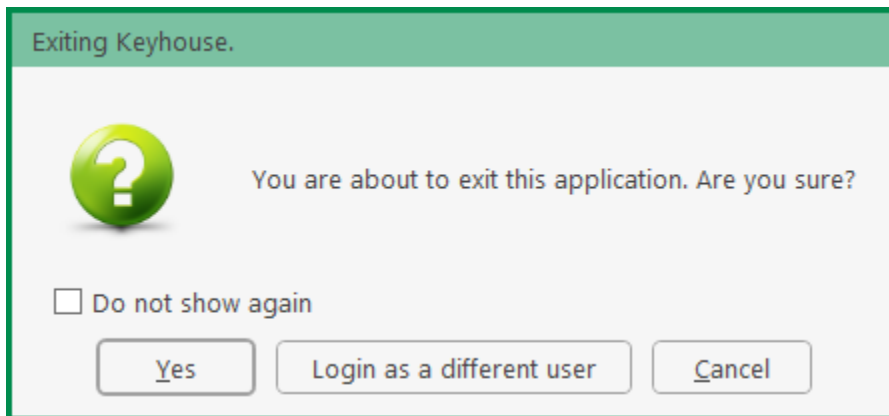 Exiting Keyhouse.
You are about to exit this application. Are you sure?
Do not show again
Yes
Login as a different user
Cancel